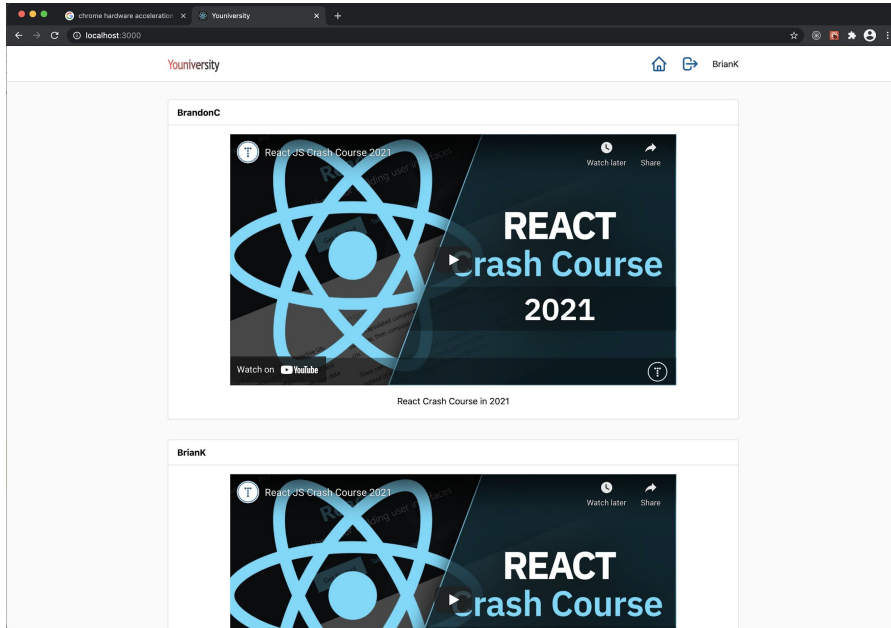 chrome hardware acceleration
Youniversity
localhost:3000
Youniversity
BrianK
BrandonC
React JS Crash Course 2021
Watch later
Share
REACT
Crash Course
2021
Watch on YouTube
React Crash Course in 2021
BrianK
React JS Crash Course 2021
Watch later
Share
REACT
Crash Course